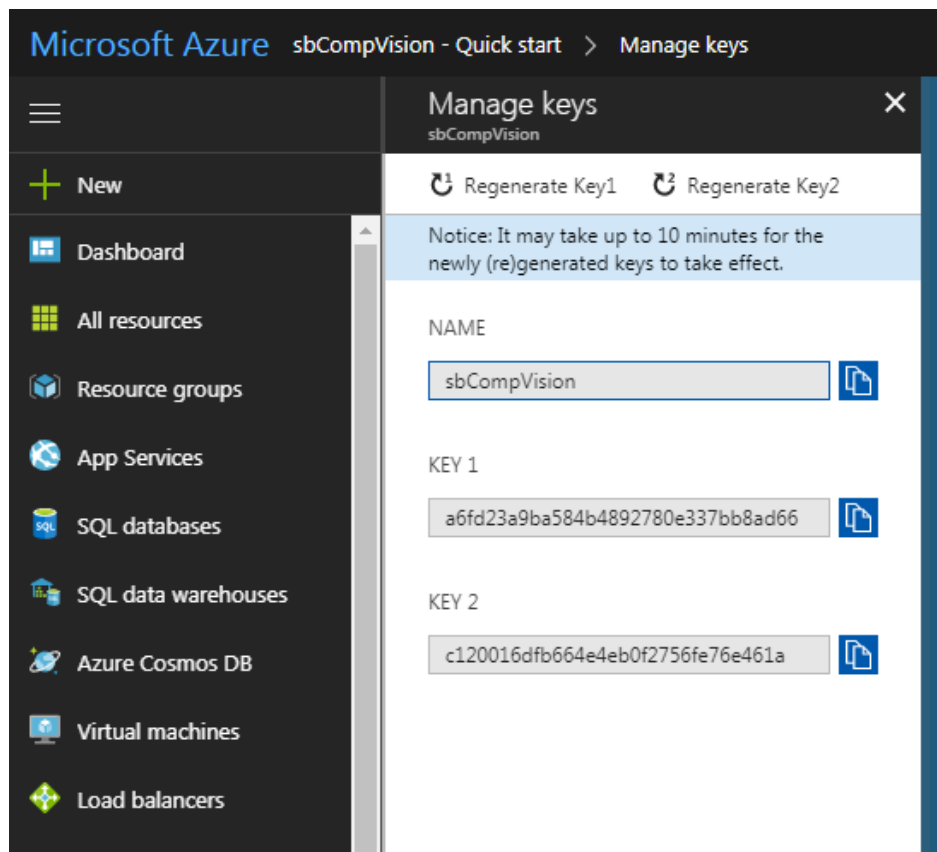 Microsoft Azure sbCompVision - Quick start > Manage keys
Manage keys
sbCompVision
New
Regenerate Key1 Regenerate Key2
Dashboard
All resources
Resource groups
App Services
SQL databases
SQL data warehouses
Azure Cosmos DB
Virtual machines
Load balancers
Notice: It may take up to 10 minutes for the
newly (re)generated keys to take effect.
NAME
sbCompVision
KEY 1
a6fd23a9ba584b4892780e337bb8ad66
KEY 2
c120016dfb664e4eb0f2756fe76e461a